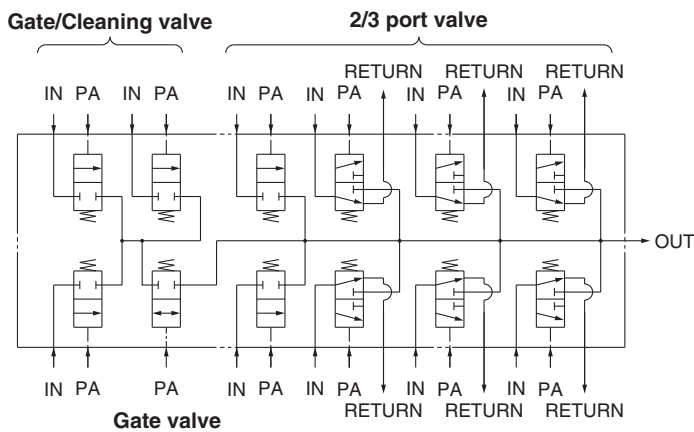 Gate/Cleaning valve 2/3 port valve
RETURN RETURN RETURN
IN PA IN PA IN PA IN PA IN PA IN PA
OUT
IN PA PA IN PA IN PA IN PA IN PA
RETURN RETURN RETURN
Gate valve